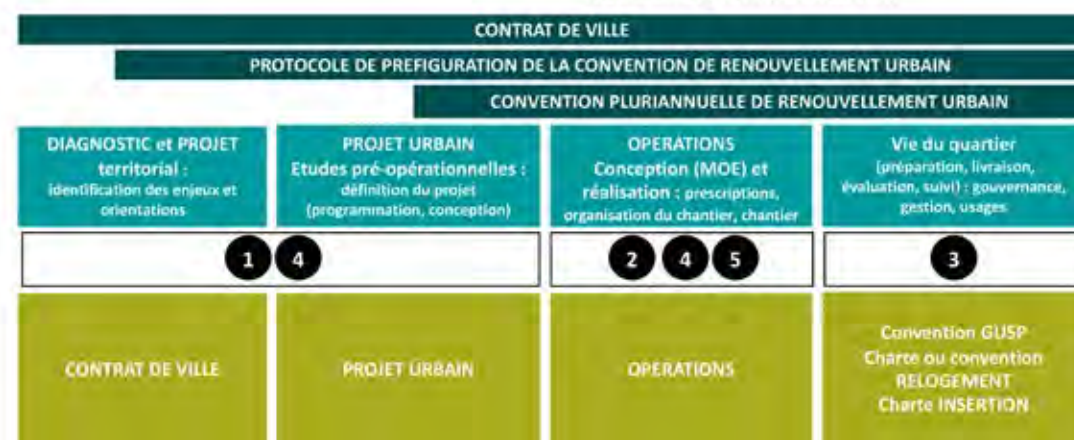 CONTRAT DE VILLE
PROTOCOLE DE PREFIGURATION DE LA CONVENTION DE RENOUVELLEMENT URBAIN
CONVENTION PLURIANNUELLE DE RENOUVELLEMENT URBAIN
DIAGNOSTIC et PROJET
territorial :
identification des enjeux et
orientations
PROJET URBAIN
Etudes pré-opérationnelles :
définition du projet
(programmation, conception)
OPERATIONS
Conception (MOE) et
réalisation : prescriptions,
organisation du chantier, chantier
Vie du quartier
(préparation, livraison,
évaluation, suivi) : gouvernance,
gestion, usages
1 4
2 4 5
3
CONTRAT DE VILLE
PROJET URBAIN
OPERATIONS
Convention GUSP
Charte ou convention
RELOGEMENT
Charte INSERTION